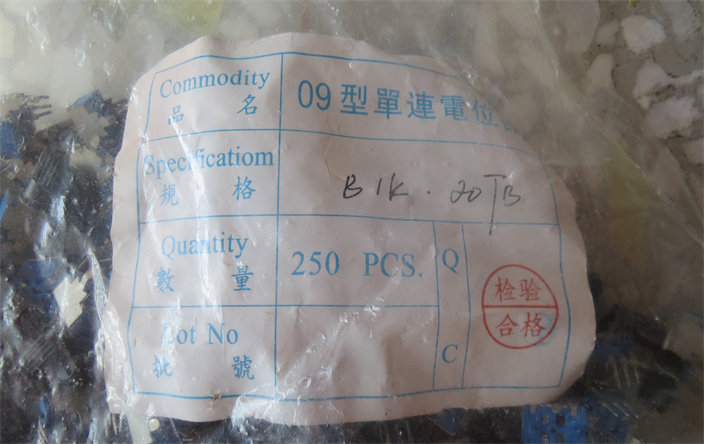 Commodity
品 名
09型單連電位
Specificatiom
規 格
B1K. 20TB
Quantity
數 量
250 PCS.
Q
检验
合格
Lot No
批 號
C